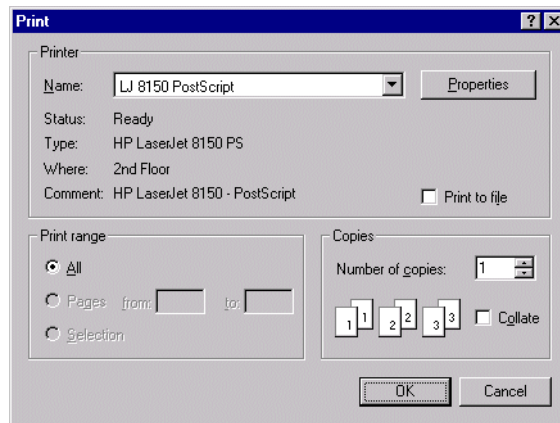 Print
Printer
Name: LJ 8150 PostScript Properties
Status: Ready
Type: HP LaserJet 8150 PS
Where: 2nd Floor
Comment: HP LaserJet 8150 - PostScript Print to file
Print range
All
Pages from: to:
Selection
Copies
Number of copies: 1
1 1 2 2 3 3 Collate
OK Cancel